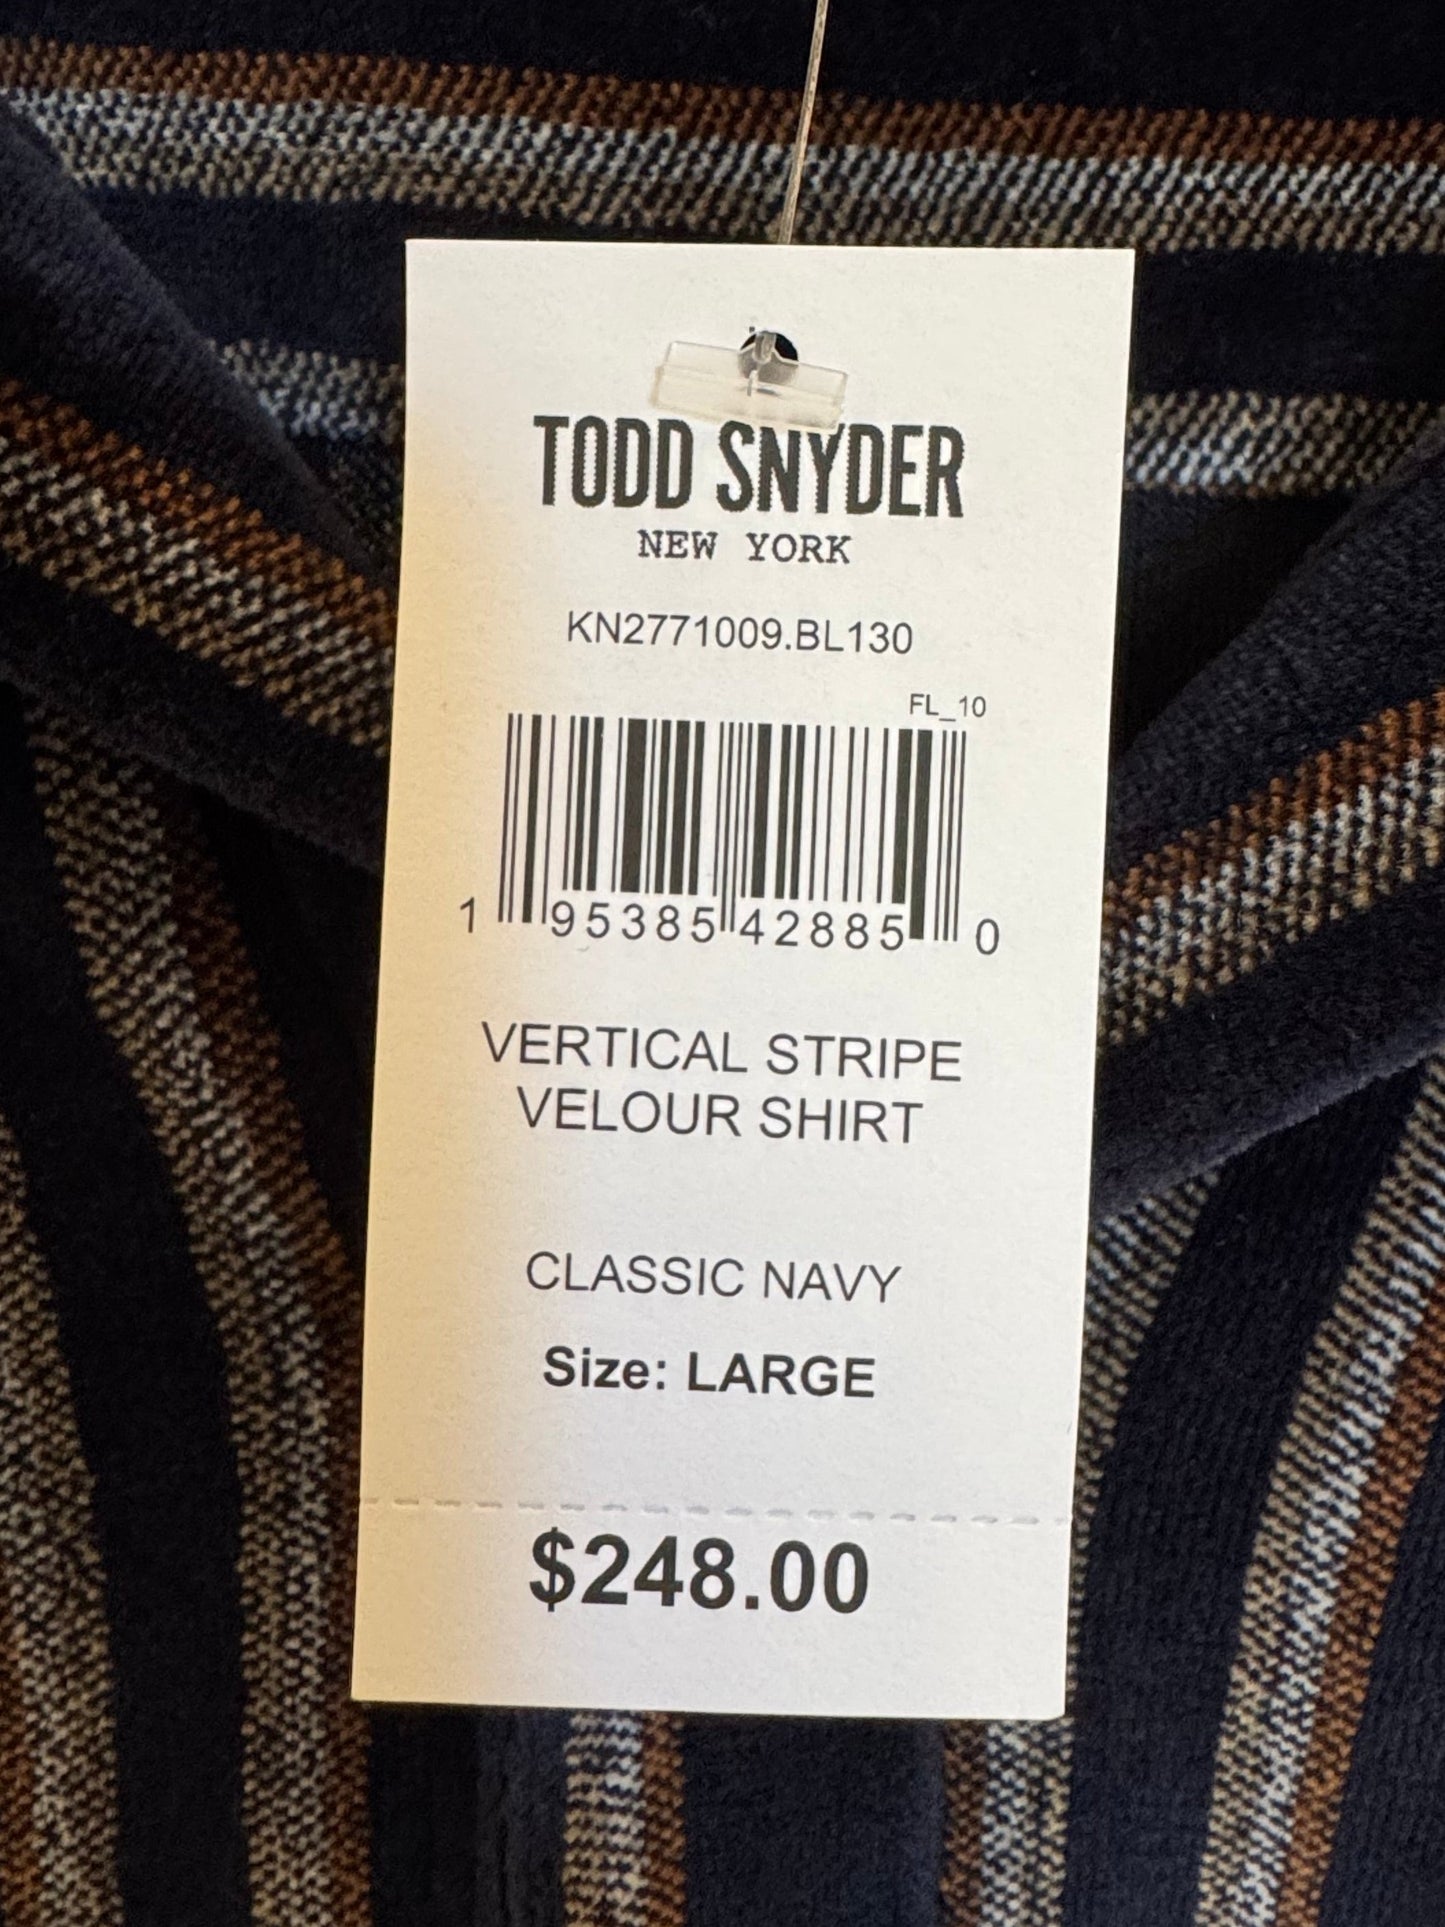 TODD SNYDER
NEW YORK
KN2771009.BL130
FL_10
1 95385 42885 0
VERTICAL STRIPE
VELOUR SHIRT
CLASSIC NAVY
Size: LARGE
$248.00